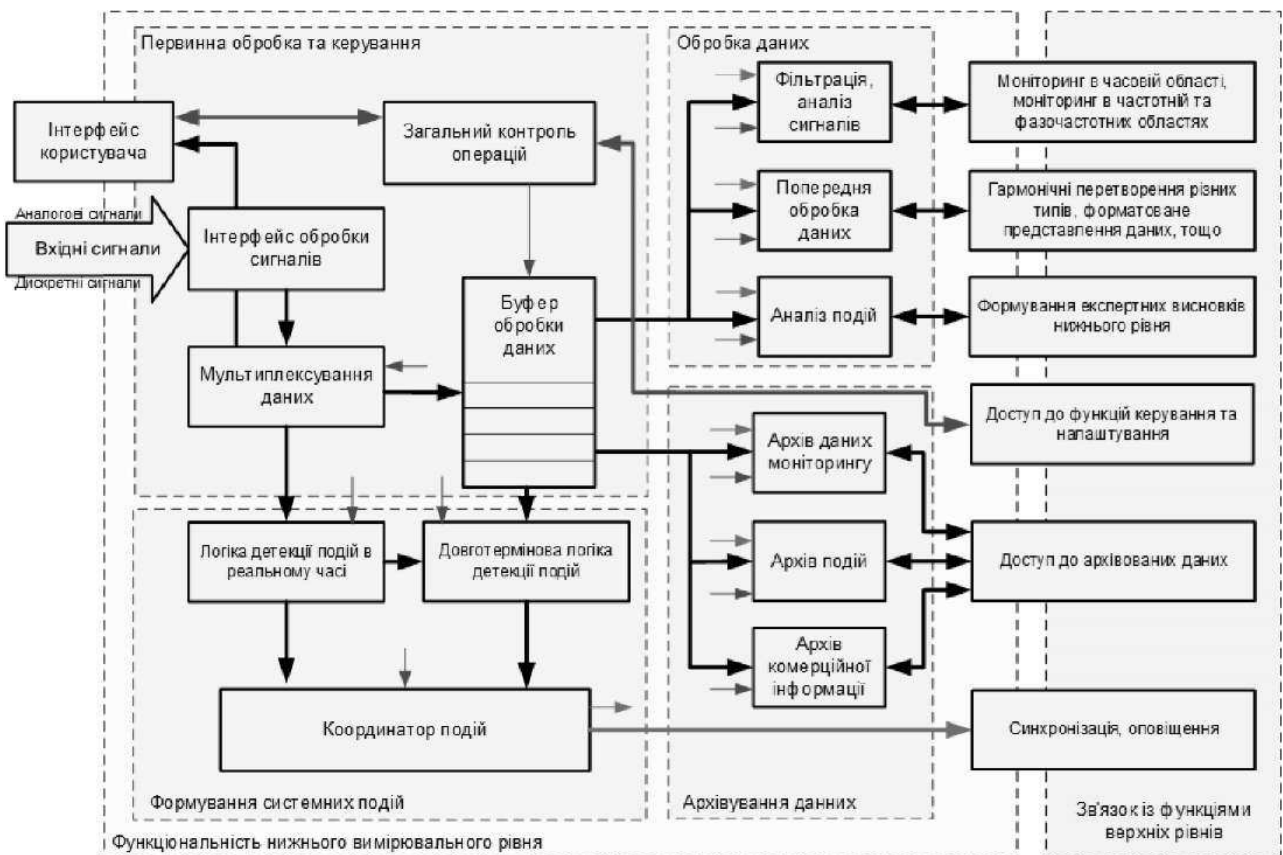 Первинна обробка та керування
Обробка даних
Інтерфейс
користувача
Загальний контроль
операцій
Фільтрація,
аналіз
сигналів
Моніторинг в часовій області,
моніторинг в частотній та
фазочастотних областях
Аналогові сигнали
Вхідні сигнали
Дискретні сигнали
Інтерфейс обробки
сигналів
Попередня
обробка
даних
Гармонічні перетворення різних
типів, форматоване
представлення даних, тощо
Буфер
обробки
даних
Аналіз подій
Формування експертних висновків
нижнього рівня
Мультиплексування
даних
Доступ до функцій керування та
налаштування
Архів даних
моніторингу
Логіка детекції подій в
реальному часі
Довготермінова логіка
детекції подій
Архів подій
Доступ до архівованих даних
Архів
комерційної
інформації
Координатор подій
Синхронізація, оповіщення
Формування системних подій
Архівування данних
Зв'язок із функціями
верхніх рівнів
Функціональність нижнього вимірювального рівня